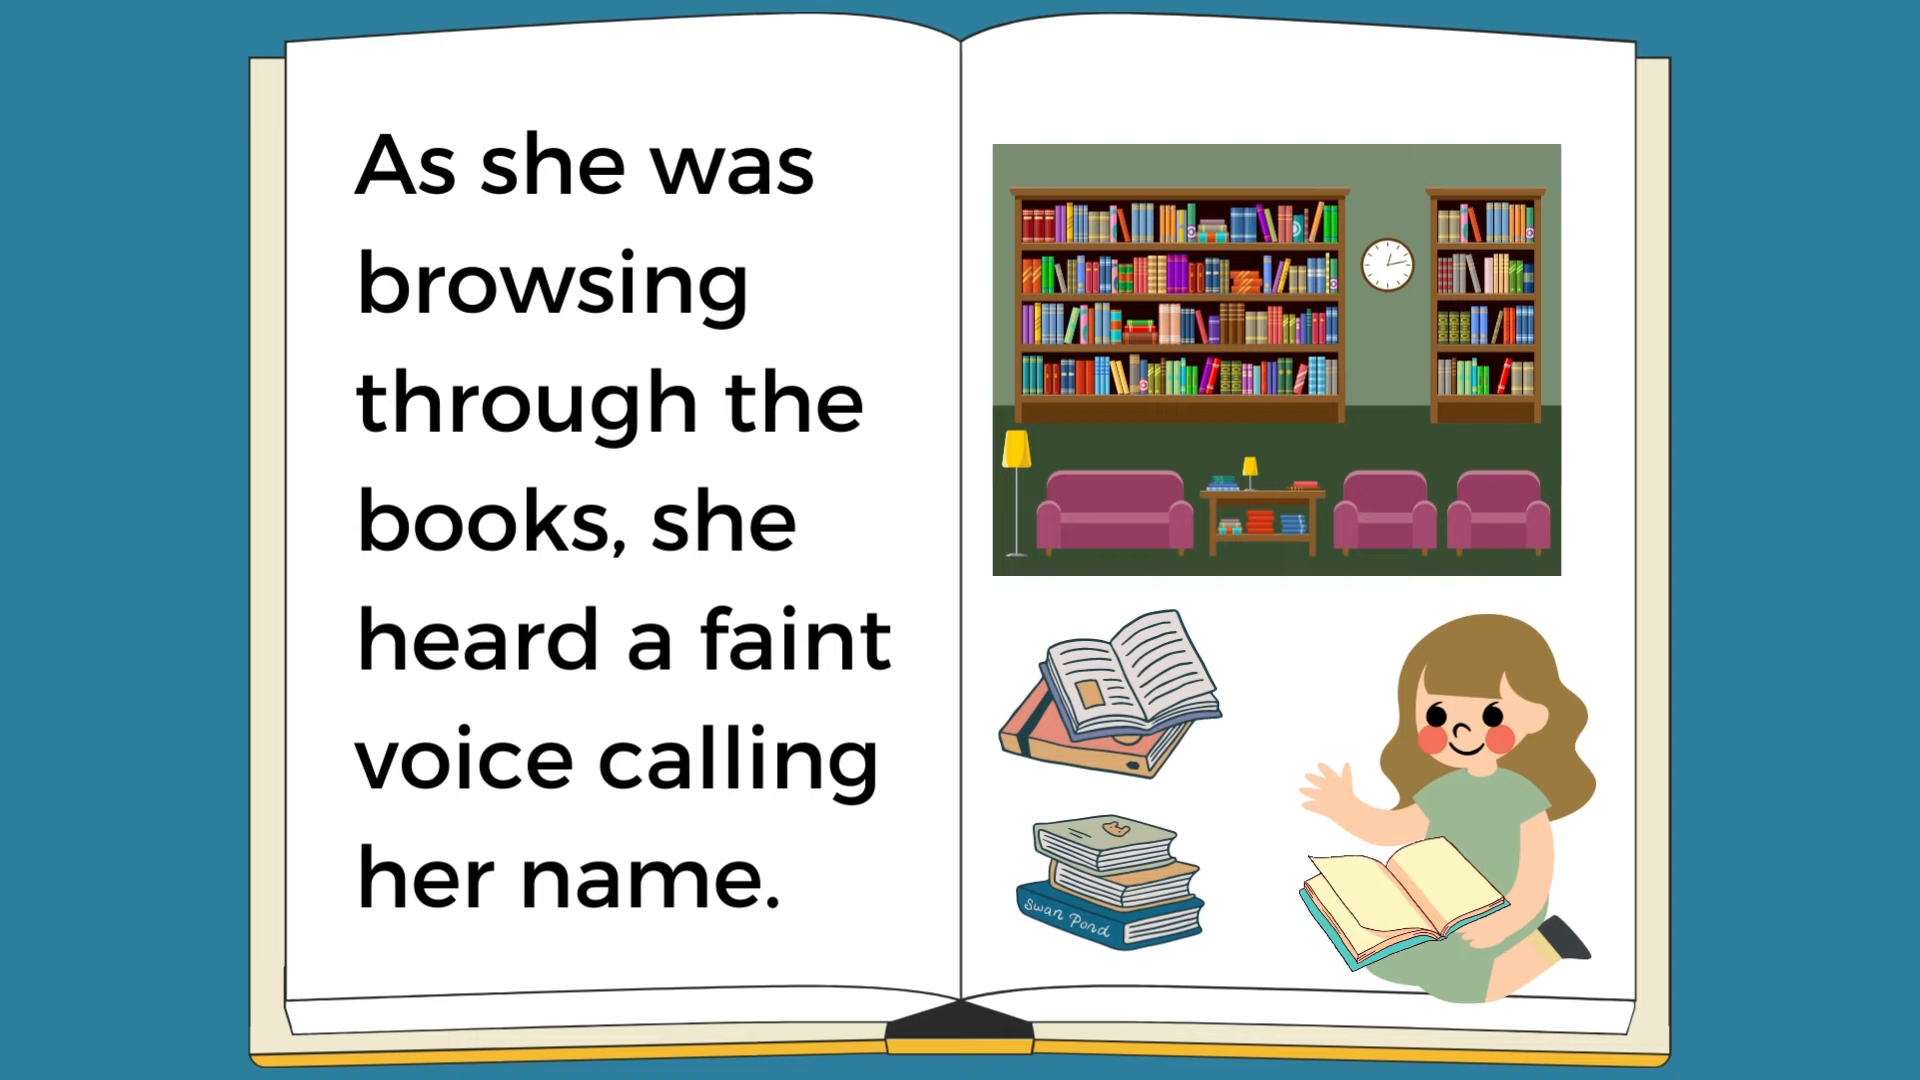 As she was
browsing
through the
books, she
heard a faint
voice calling
her name.
Swan Pond